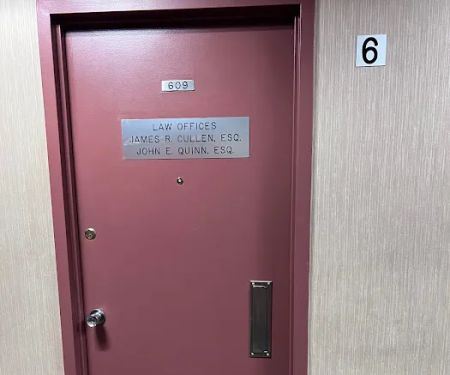 609
LAW OFFICES
JAMES R. CULLEN, ESQ.
JOHN E. QUINN, ESQ.
6